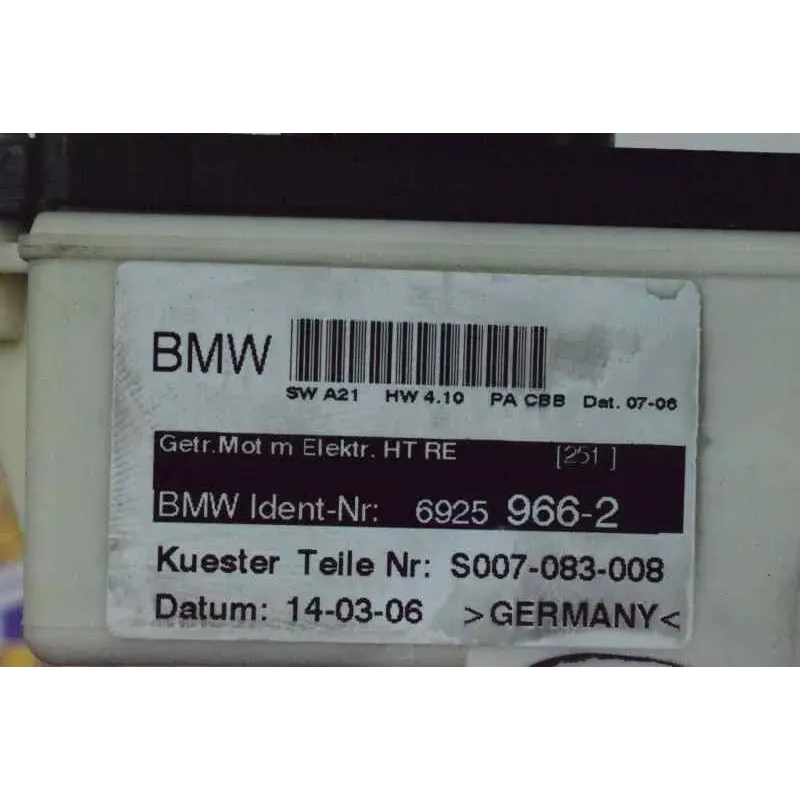 BMW
SW A21 HW 4.10 PA CBB Dat. 07-06
Getr.Mot m Elektr. HT RE [251]
BMW Ident-Nr: 6925 966-2
Kuester Teile Nr: S007-083-008
Datum: 14-03-06 >GERMANY<